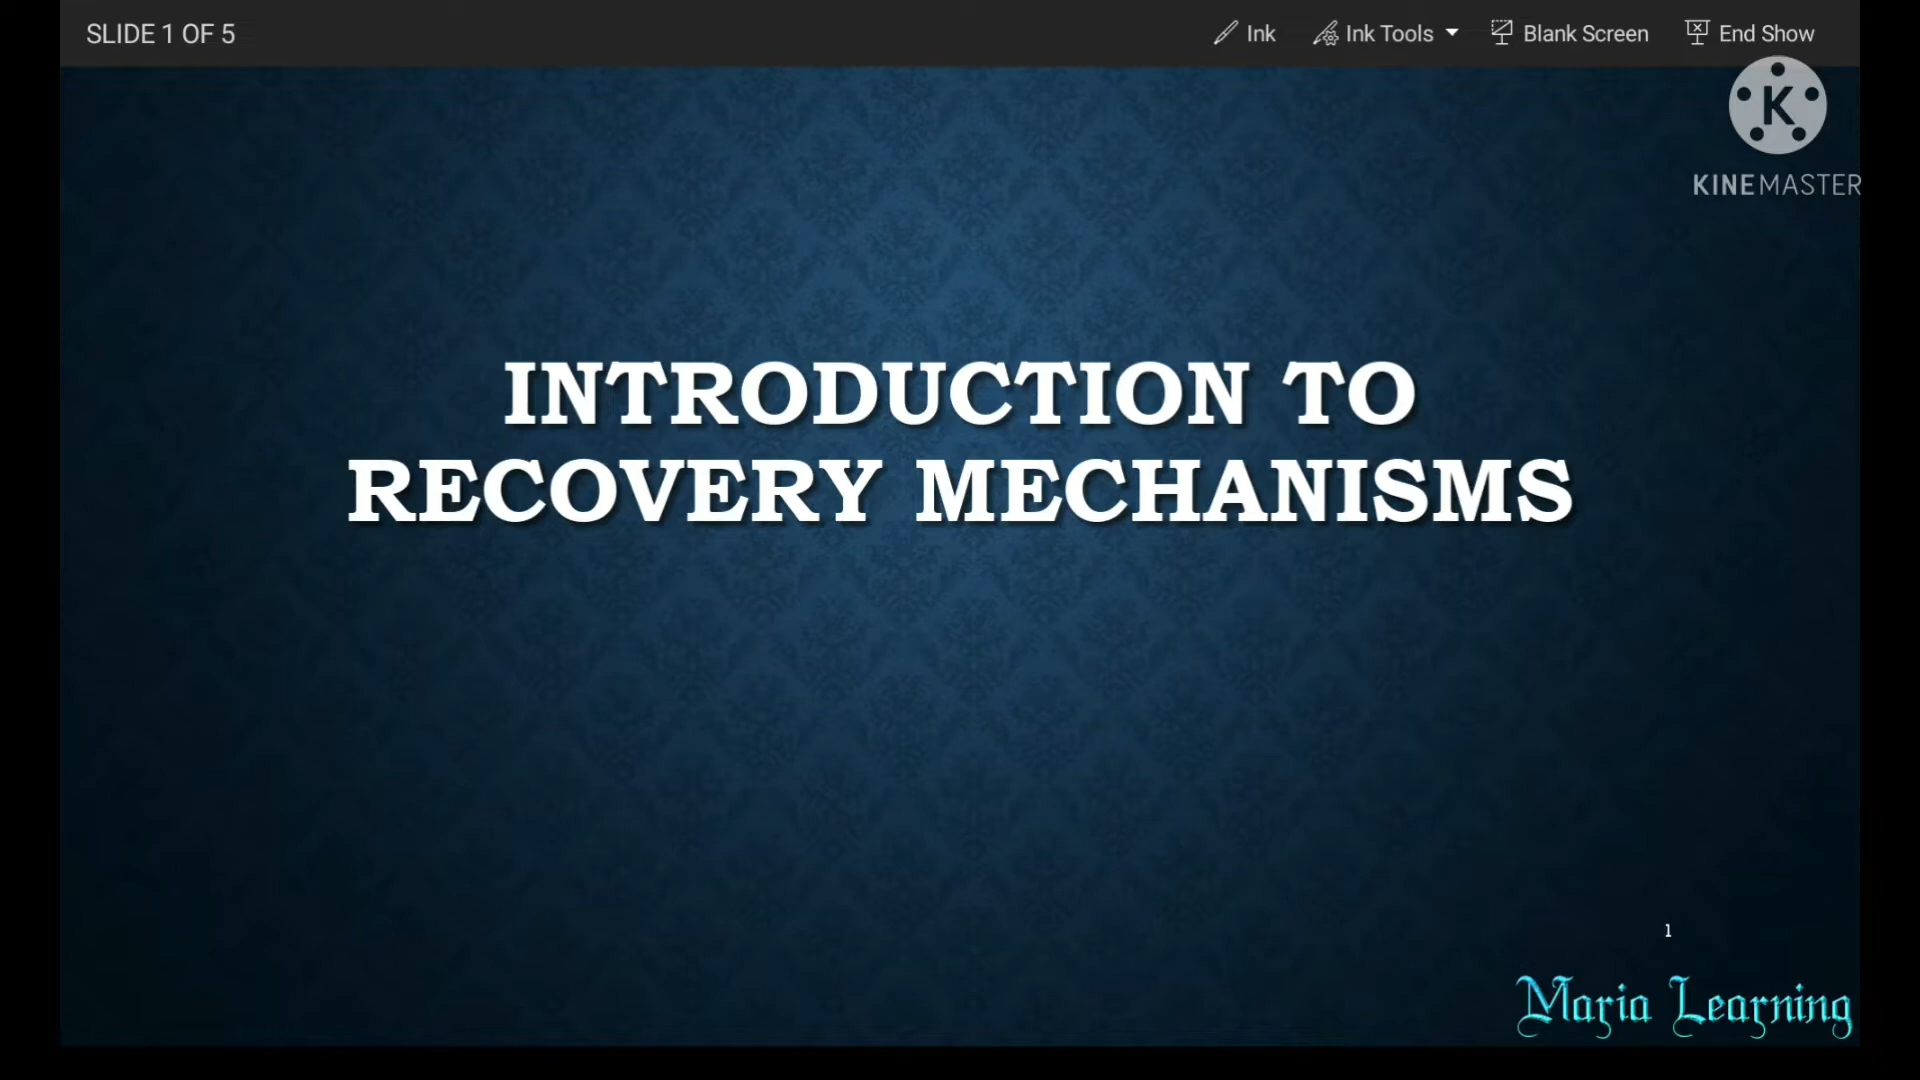 SLIDE 1 OF 5
Ink
Ink Tools
Blank Screen
End Show
K
KINEMASTER
INTRODUCTION TO
RECOVERY MECHANISMS
1
Maria Learning